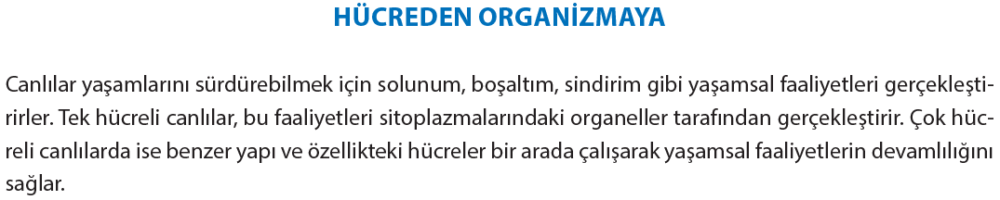 HÜCREDEN ORGANİZMAYA
Canlılar yaşamlarını sürdürebilmek için solunum, boşaltım, sindirim gibi yaşamsal faaliyetleri gerçekleşti-
rirler. Tek hücreli canlılar, bu faaliyetleri sitoplazmalarındaki organeller tarafından gerçekleştirir. Çok hüc-
reli canlılarda ise benzer yapı ve özellikteki hücreler bir arada çalışarak yaşamsal faaliyetlerin devamlılığını
sağlar.